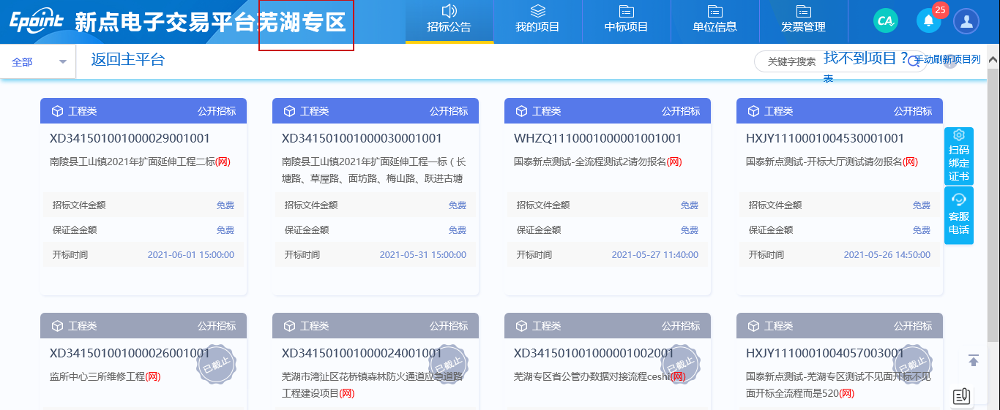 Epoint 新点电子交易平台芜湖专区
招标公告
我的项目
中标项目
单位信息
发票管理
CA
25
全部
返回主平台
关键字搜索
找不到项目？
手动刷新项目列
表
工程类 公开招标
XD341501001000029001001
南陵县工山镇2021年扩面延伸工程二标(网)
招标文件金额 免费
保证金金额 免费
开标时间 2021-06-01 15:00:00
工程类 公开招标
XD341501001000030001001
南陵县工山镇2021年扩面延伸工程一标（长
塘路、草屋路、面坊路、梅山路、跃进古塘
招标文件金额 免费
保证金金额 免费
开标时间 2021-05-31 15:00:00
工程类 公开招标
WHZQ1110001000001001001
国泰新点测试-全流程测试2请勿报名(网)
招标文件金额 免费
保证金金额 免费
开标时间 2021-05-27 11:40:00
工程类 公开招标
HXJY1110001004530001001
国泰新点测试-开标大厅测试请勿报名(网)
招标文件金额 免费
保证金金额 免费
开标时间 2021-05-26 14:50:00
扫码
绑定
证书
客服
电话
工程类 公开招标
XD341501001000026001001
已截止
监所中心三所维修工程(网)
工程类 公开招标
XD341501001000024001001
已截止
芜湖市湾沚区花桥镇森林防火通道应急道路
工程建设项目(网)
工程类 公开招标
XD341501001000001002001
已截止
芜湖专区省公管办数据对接流程ceshi(网)
工程类 公开招标
HXJY1110001004057003001
已截止
国泰新点测试-芜湖专区测试不见面开标不见
面开标全流程而是520(网)